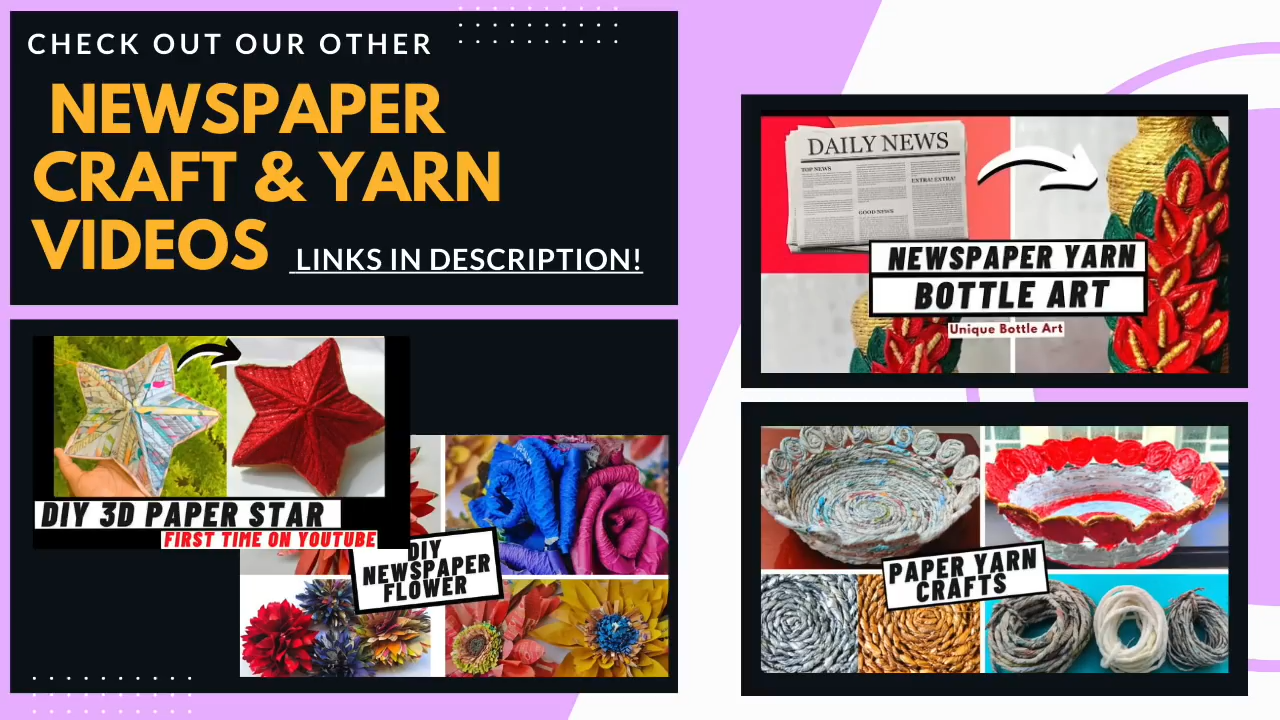 CHECK OUT OUR OTHER
NEWSPAPER
CRAFT & YARN
VIDEOS
LINKS IN DESCRIPTION!
DIY 3D PAPER STAR
FIRST TIME ON YOUTUBE
DIY
NEWSPAPER
FLOWER
DAILY NEWS
TOP NEWS
EXTRA! EXTRA!
GOOD NEWS
NEWSPAPER YARN
BOTTLE ART
Unique Bottle Art
PAPER YARN
CRAFTS